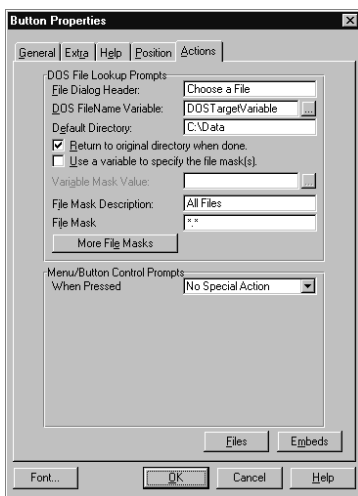 Button Properties
General Extra Help Position Actions
DOS File Lookup Prompts
File Dialog Header: Choose a File
DOS FileName Variable: DOSTargetVariable ...
Default Directory: C:\Data
Return to original directory when done.
Use a variable to specify the file mask(s).
Variable Mask Value: ...
File Mask Description: All Files
File Mask *.*
More File Masks
Menu/Button Control Prompts
When Pressed No Special Action
Files Embeds
Font... OK Cancel Help